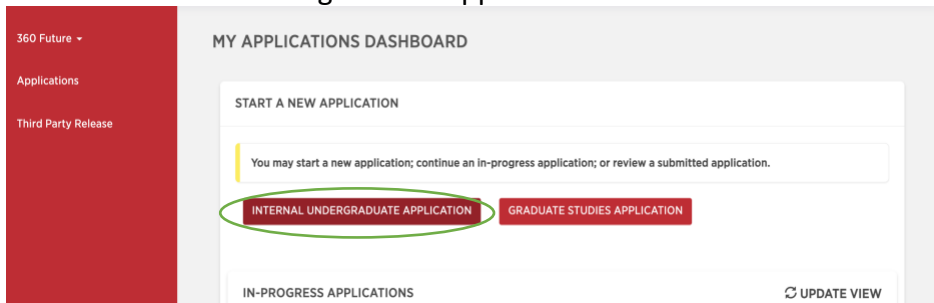 360 Future
MY APPLICATIONS DASHBOARD
Applications
START A NEW APPLICATION
Third Party Release
You may start a new application; continue an in-progress application; or review a submitted application.
INTERNAL UNDERGRADUATE APPLICATION
GRADUATE STUDIES APPLICATION
IN-PROGRESS APPLICATIONS
UPDATE VIEW